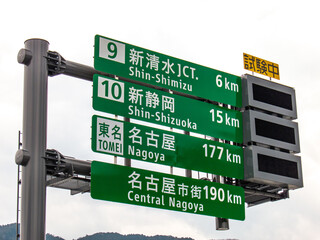 試験中
9 新清水JCT. 6 km
Shin-Shimizu
10 新静岡 15 km
Shin-Shizuoka
東名 名古屋 177 km
TOMEI Nagoya
名古屋市街 190 km
Central Nagoya